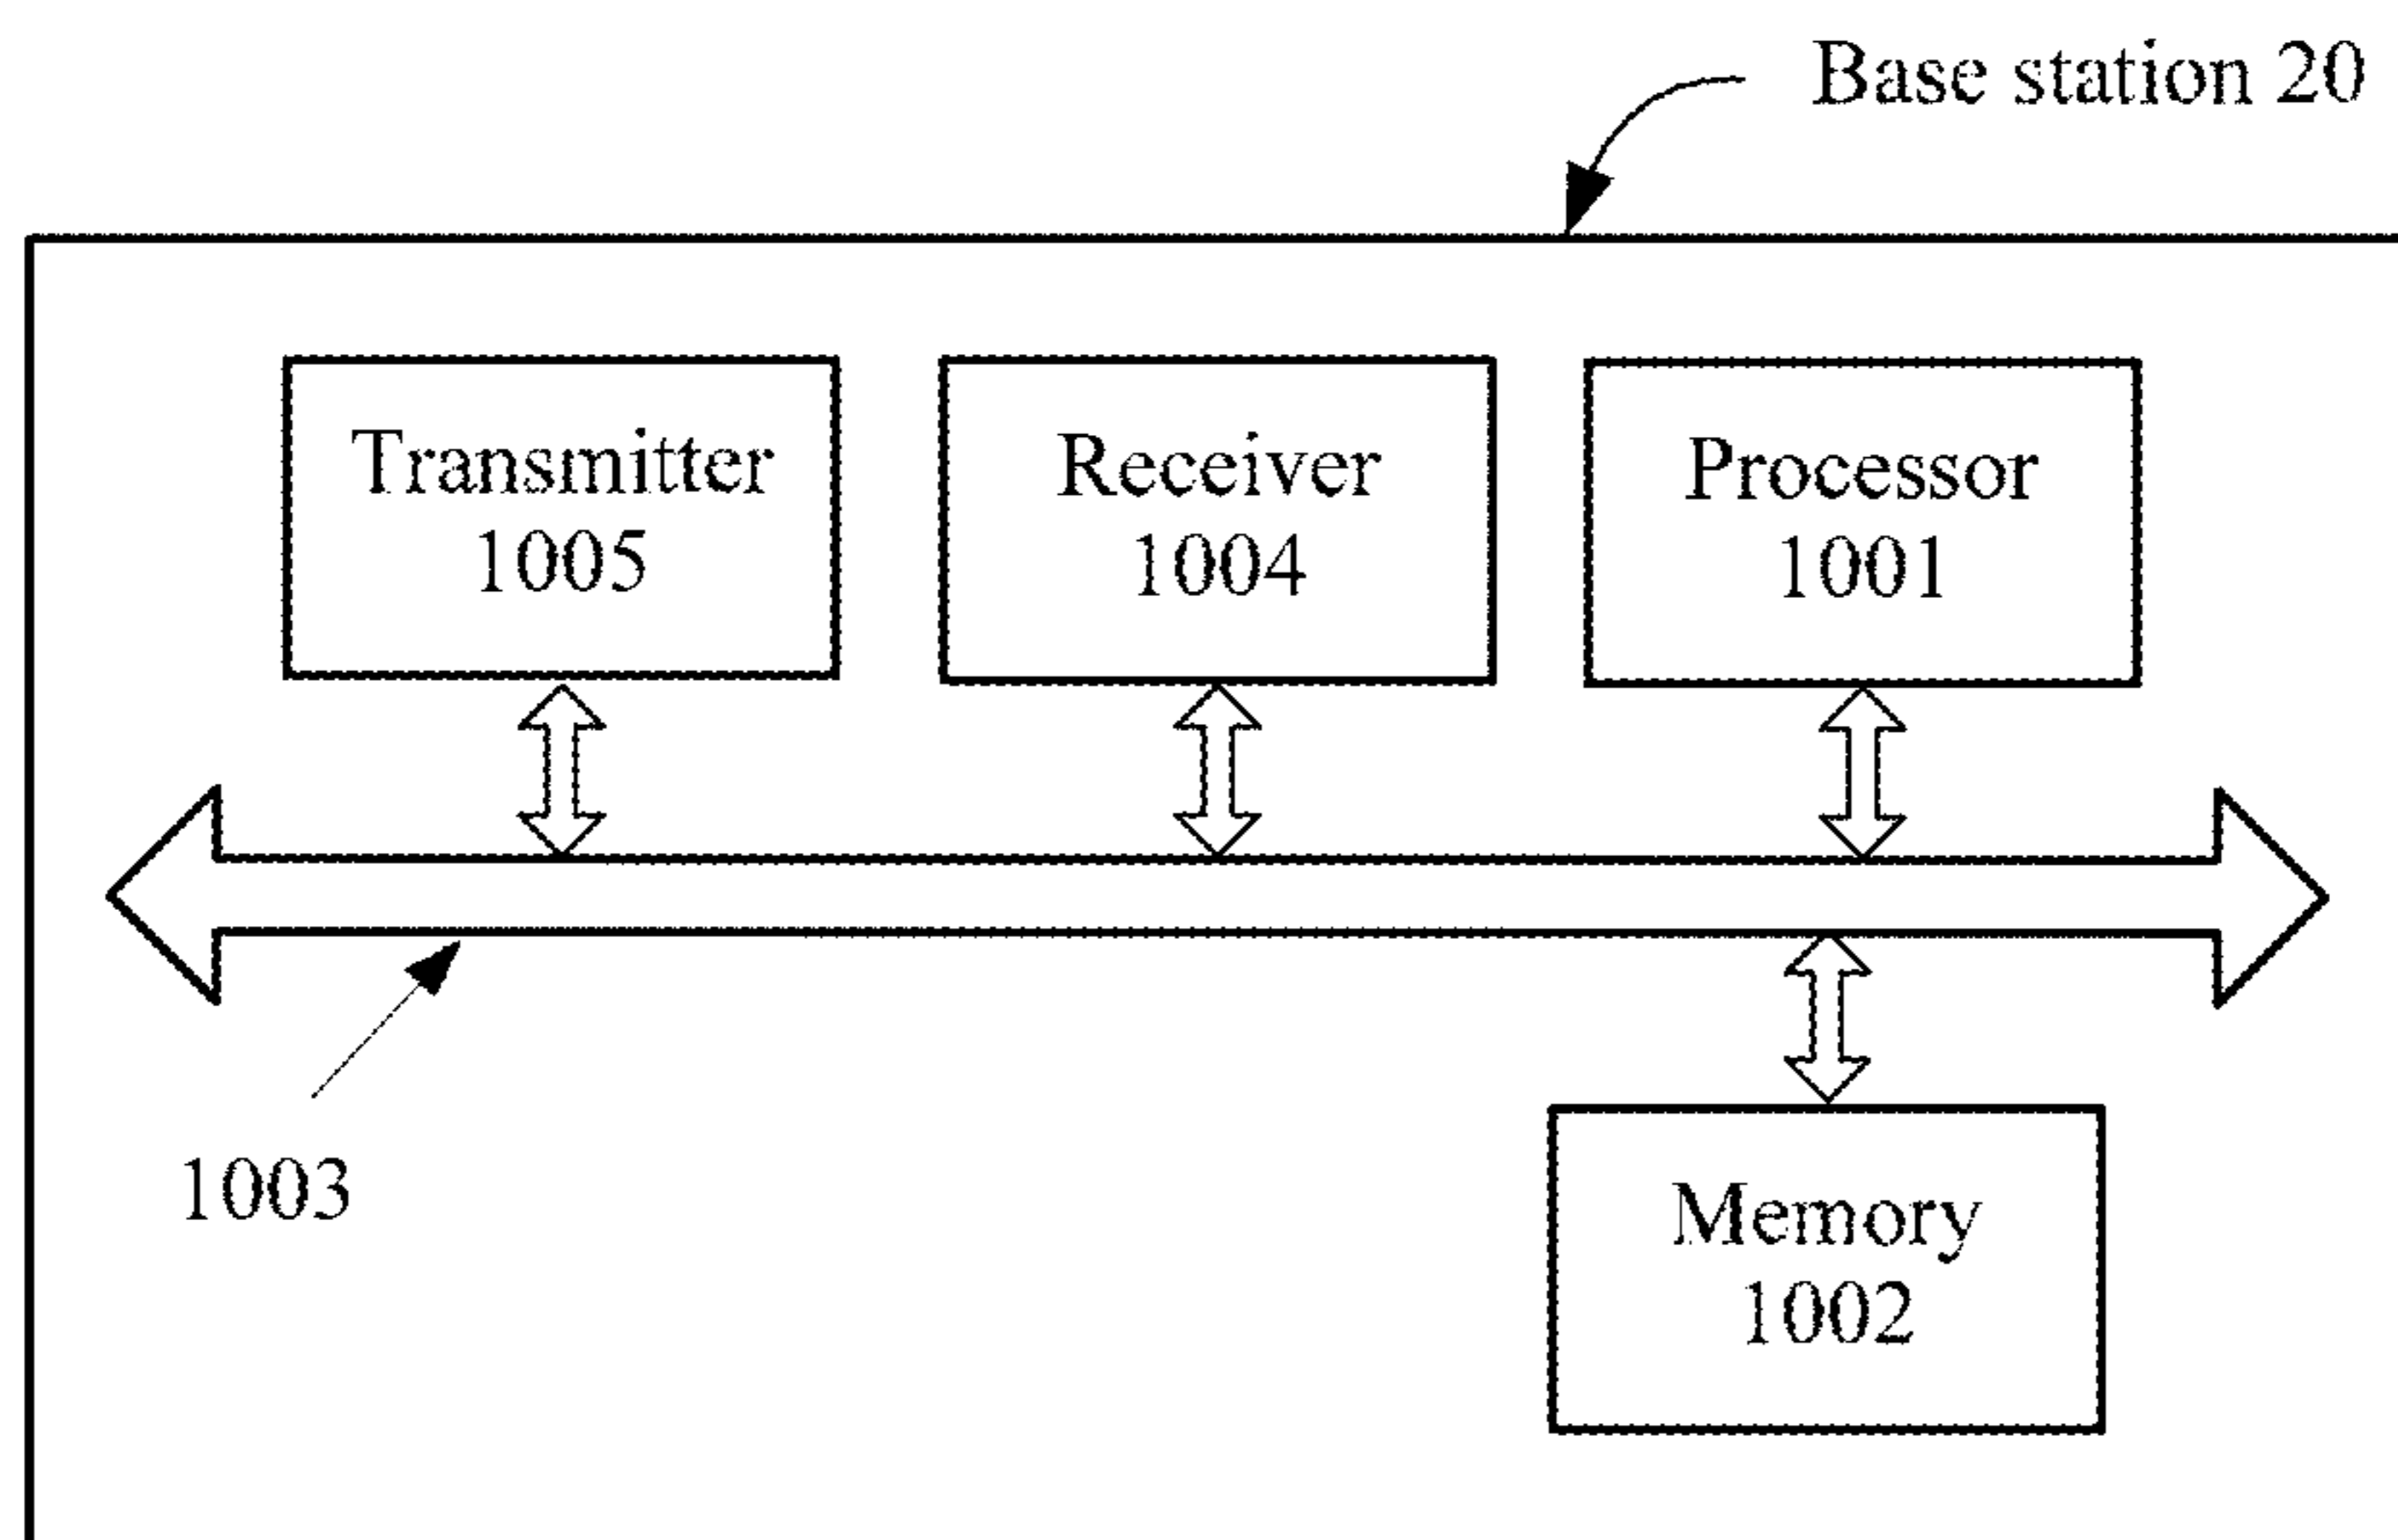 Base station 20
Transmitter
1005
Receiver
1004
Processor
1001
1003
Memory
1002